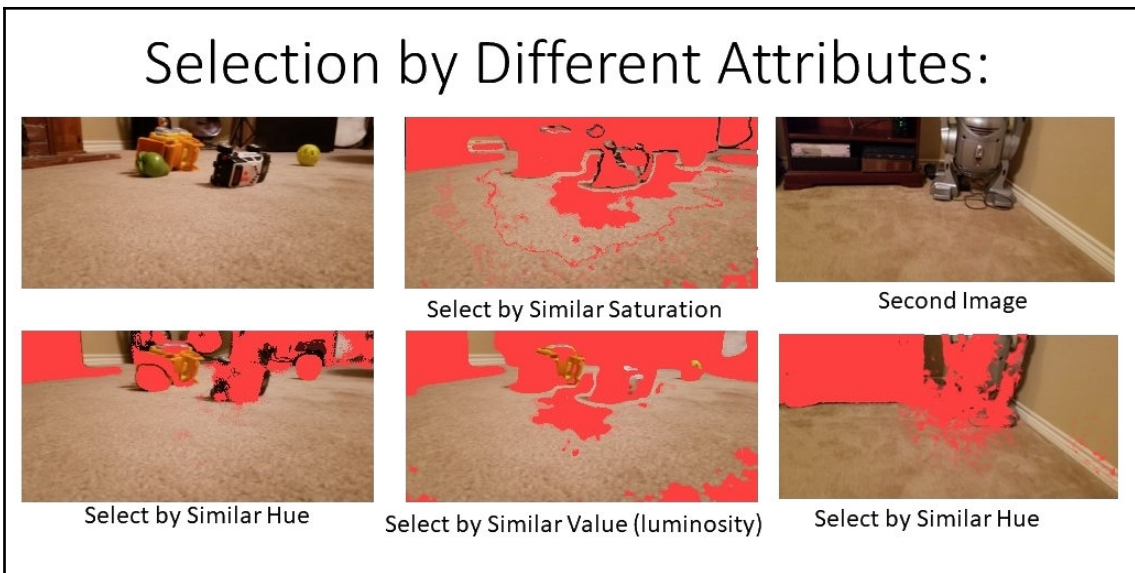 Selection by Different Attributes:
Select by Similar Saturation
Second Image
Select by Similar Hue
Select by Similar Value (luminosity)
Select by Similar Hue